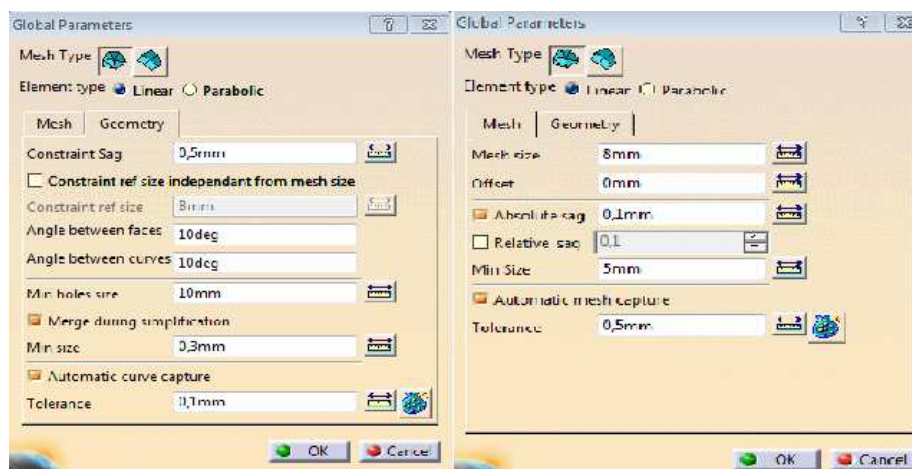 Global Parameters
Mesh Type
Element type Linear Parabolic
Mesh Geometry
Constraint Sag 0,5mm
Constraint ref size independant from mesh size
Constraint ref size 8mm
Angle between faces 10deg
Angle between curves 10deg
Min holes size 10mm
Merge during simplification
Min size 0,3mm
Automatic curve capture
Tolerance 0,1mm
OK Cancel
Global Parameters
Mesh Type
Element type Linear Parabolic
Mesh Geometry
Mesh size 8mm
Offset 0mm
Absolute sag 0,1mm
Relative sag 0,1
Min Size 5mm
Automatic mesh capture
Tolerance 0,5mm
OK Cancel